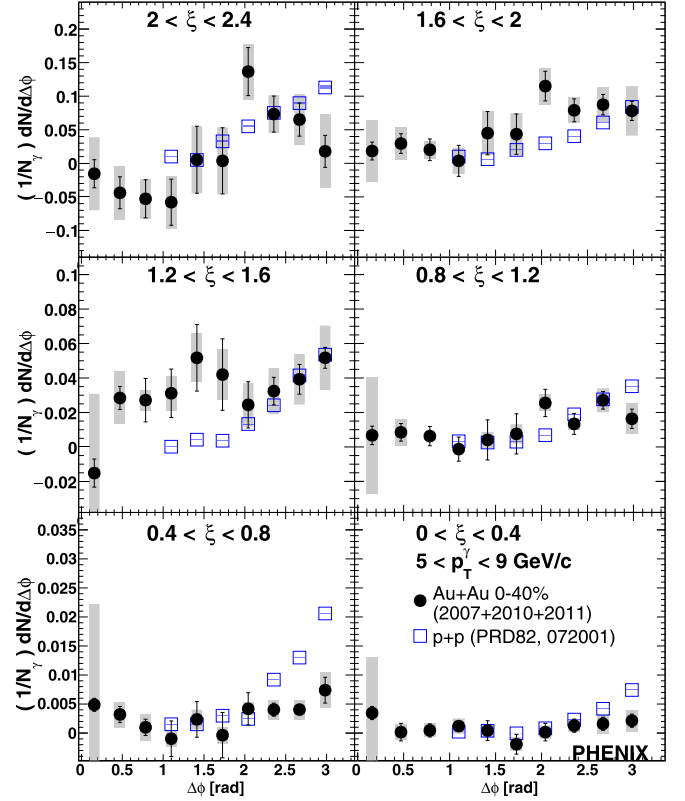 2 < ξ < 2.4
1.6 < ξ < 2
0.2
0.15
0.1
0.05
0
−0.05
−0.1
(1/Nγ) dN/dΔϕ
1.2 < ξ < 1.6
0.8 < ξ < 1.2
0.1
0.08
0.06
0.04
0.02
0
−0.02
(1/Nγ) dN/dΔϕ
0.4 < ξ < 0.8
0 < ξ < 0.4
5 < pTγ < 9 GeV/c
Au+Au 0-40%
(2007+2010+2011)
p+p (PRD82, 072001)
PHENIX
0.035
0.03
0.025
0.02
0.015
0.01
0.005
0
(1/Nγ) dN/dΔϕ
0 0.5 1 1.5 2 2.5 3
0 0.5 1 1.5 2 2.5 3
Δϕ [rad]
Δϕ [rad]